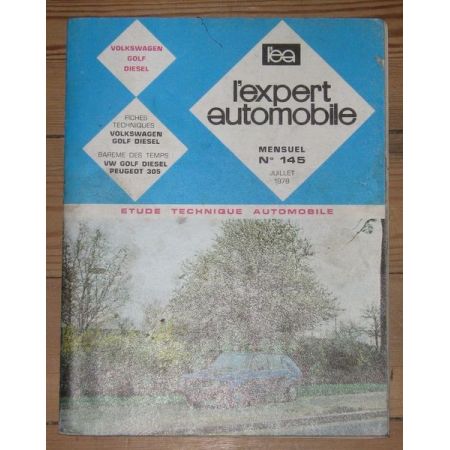 VOLKSWAGEN
GOLF
DIESEL
lea
l'expert
automobile
FICHES
TECHNIQUES
VOLKSWAGEN
GOLF DIESEL
BAREME DES TEMPS
VW GOLF DIESEL
PEUGEOT 305
MENSUEL
N° 145
JUILLET
1978
ETUDE TECHNIQUE AUTOMOBILE